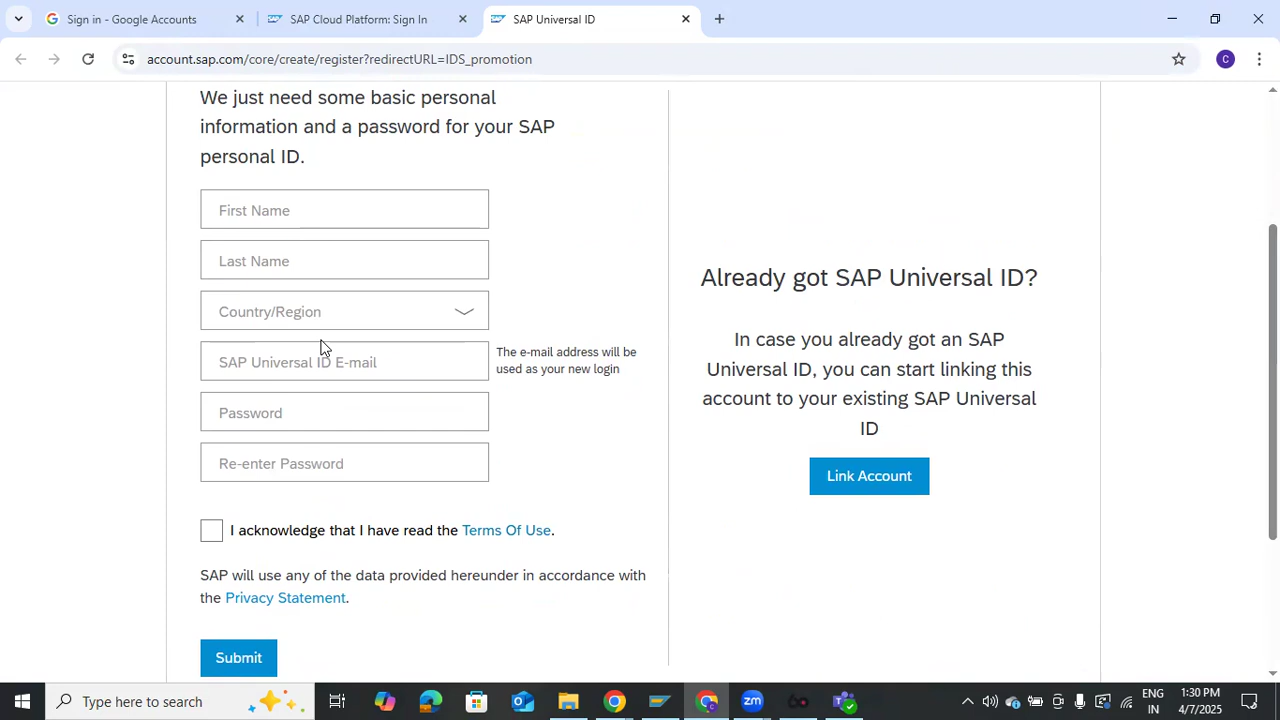 Sign in - Google Accounts
SAP Cloud Platform: Sign In
SAP Universal ID
account.sap.com/core/create/register?redirectURL=IDS_promotion
C
We just need some basic personal
information and a password for your SAP
personal ID.
First Name
Last Name
Country/Region
SAP Universal ID E-mail
The e-mail address will be
used as your new login
Password
Re-enter Password
I acknowledge that I have read the Terms Of Use.
SAP will use any of the data provided hereunder in accordance with
the Privacy Statement.
Submit
Already got SAP Universal ID?
In case you already got an SAP
Universal ID, you can start linking this
account to your existing SAP Universal
ID
Link Account
Type here to search
zm
ENG
IN
1:30 PM
4/7/2025